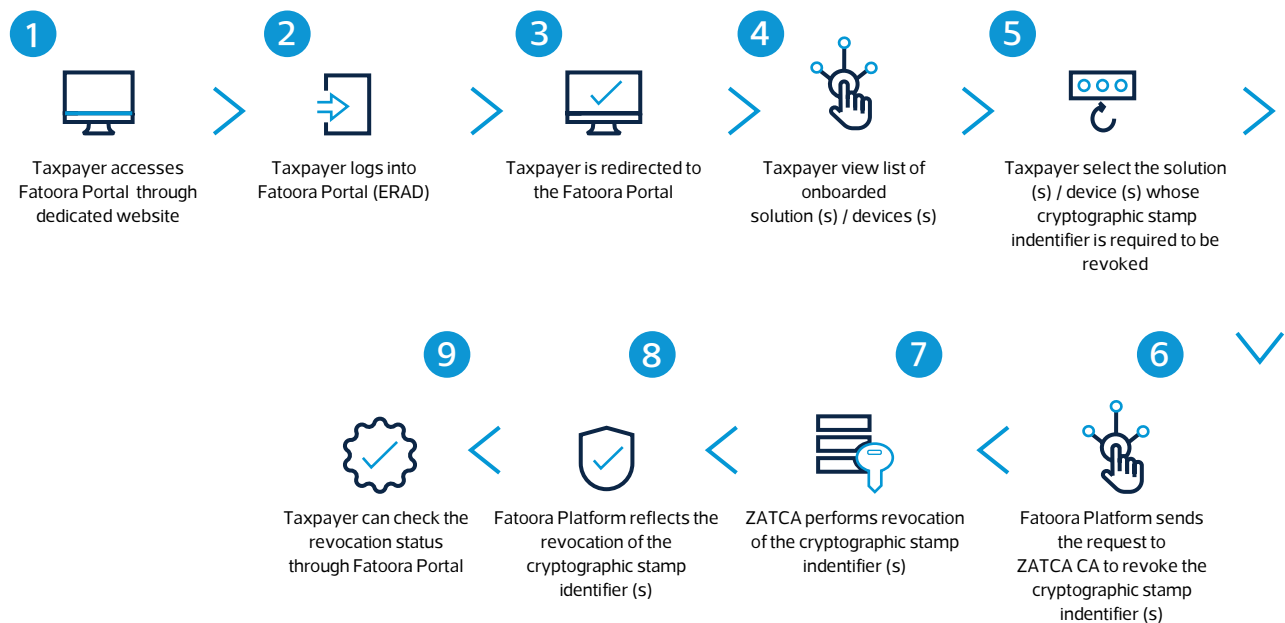 1
Taxpayer accesses
Fatoora Portal through
dedicated website
2
Taxpayer logs into
Fatoora Portal (ERAD)
3
Taxpayer is redirected to
the Fatoora Portal
4
Taxpayer view list of
onboarded
solution (s) / devices (s)
5
Taxpayer select the solution
(s) / device (s) whose
cryptographic stamp
indentifier is required to be
revoked
6
Fatoora Platform sends
the request to
ZATCA CA to revoke the
cryptographic stamp
indentifier (s)
7
ZATCA performs revocation
of the cryptographic stamp
indentifier (s)
8
Fatoora Platform reflects the
revocation of the
cryptographic stamp
identifier (s)
9
Taxpayer can check the
revocation status
through Fatoora Portal